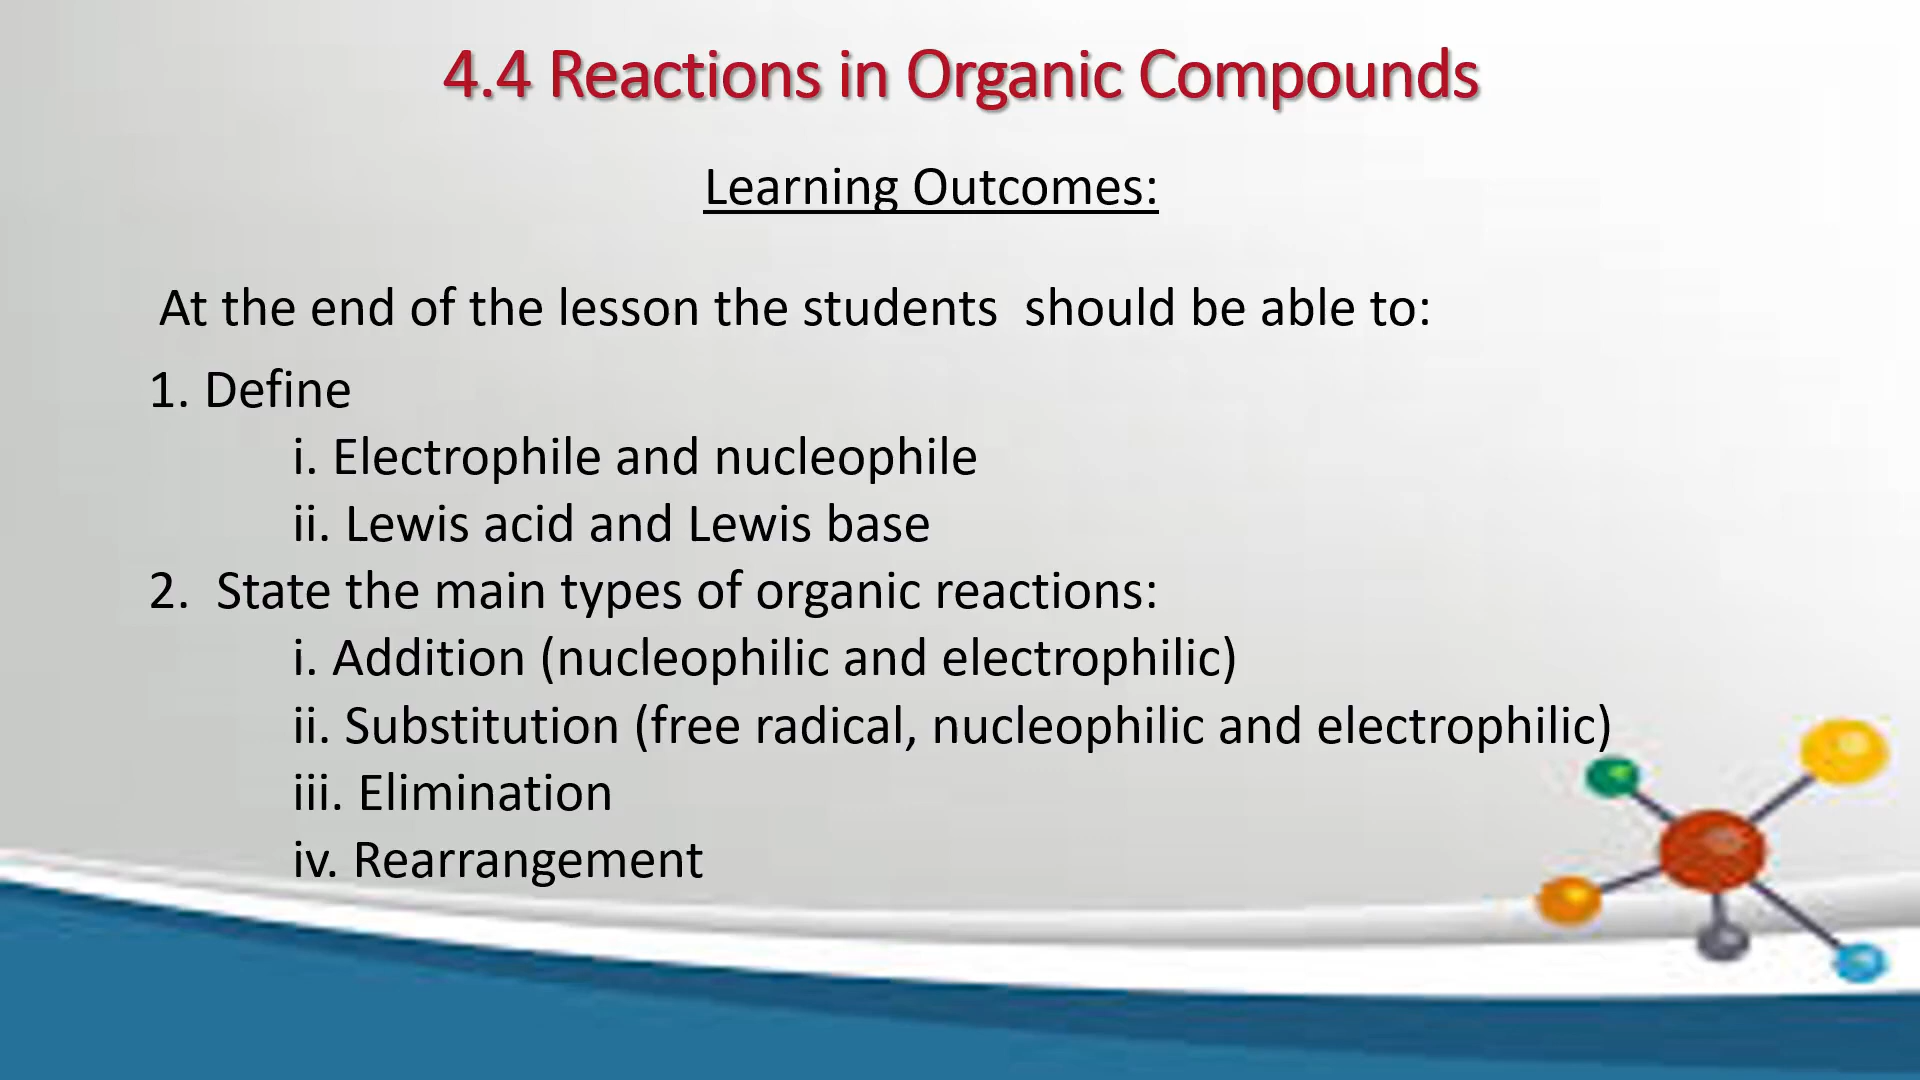 4.4 Reactions in Organic Compounds
Learning Outcomes:
At the end of the lesson the students  should be able to:
1. Define
i. Electrophile and nucleophile
ii. Lewis acid and Lewis base
2.  State the main types of organic reactions:
i. Addition (nucleophilic and electrophilic)
ii. Substitution (free radical, nucleophilic and electrophilic)
iii. Elimination
iv. Rearrangement